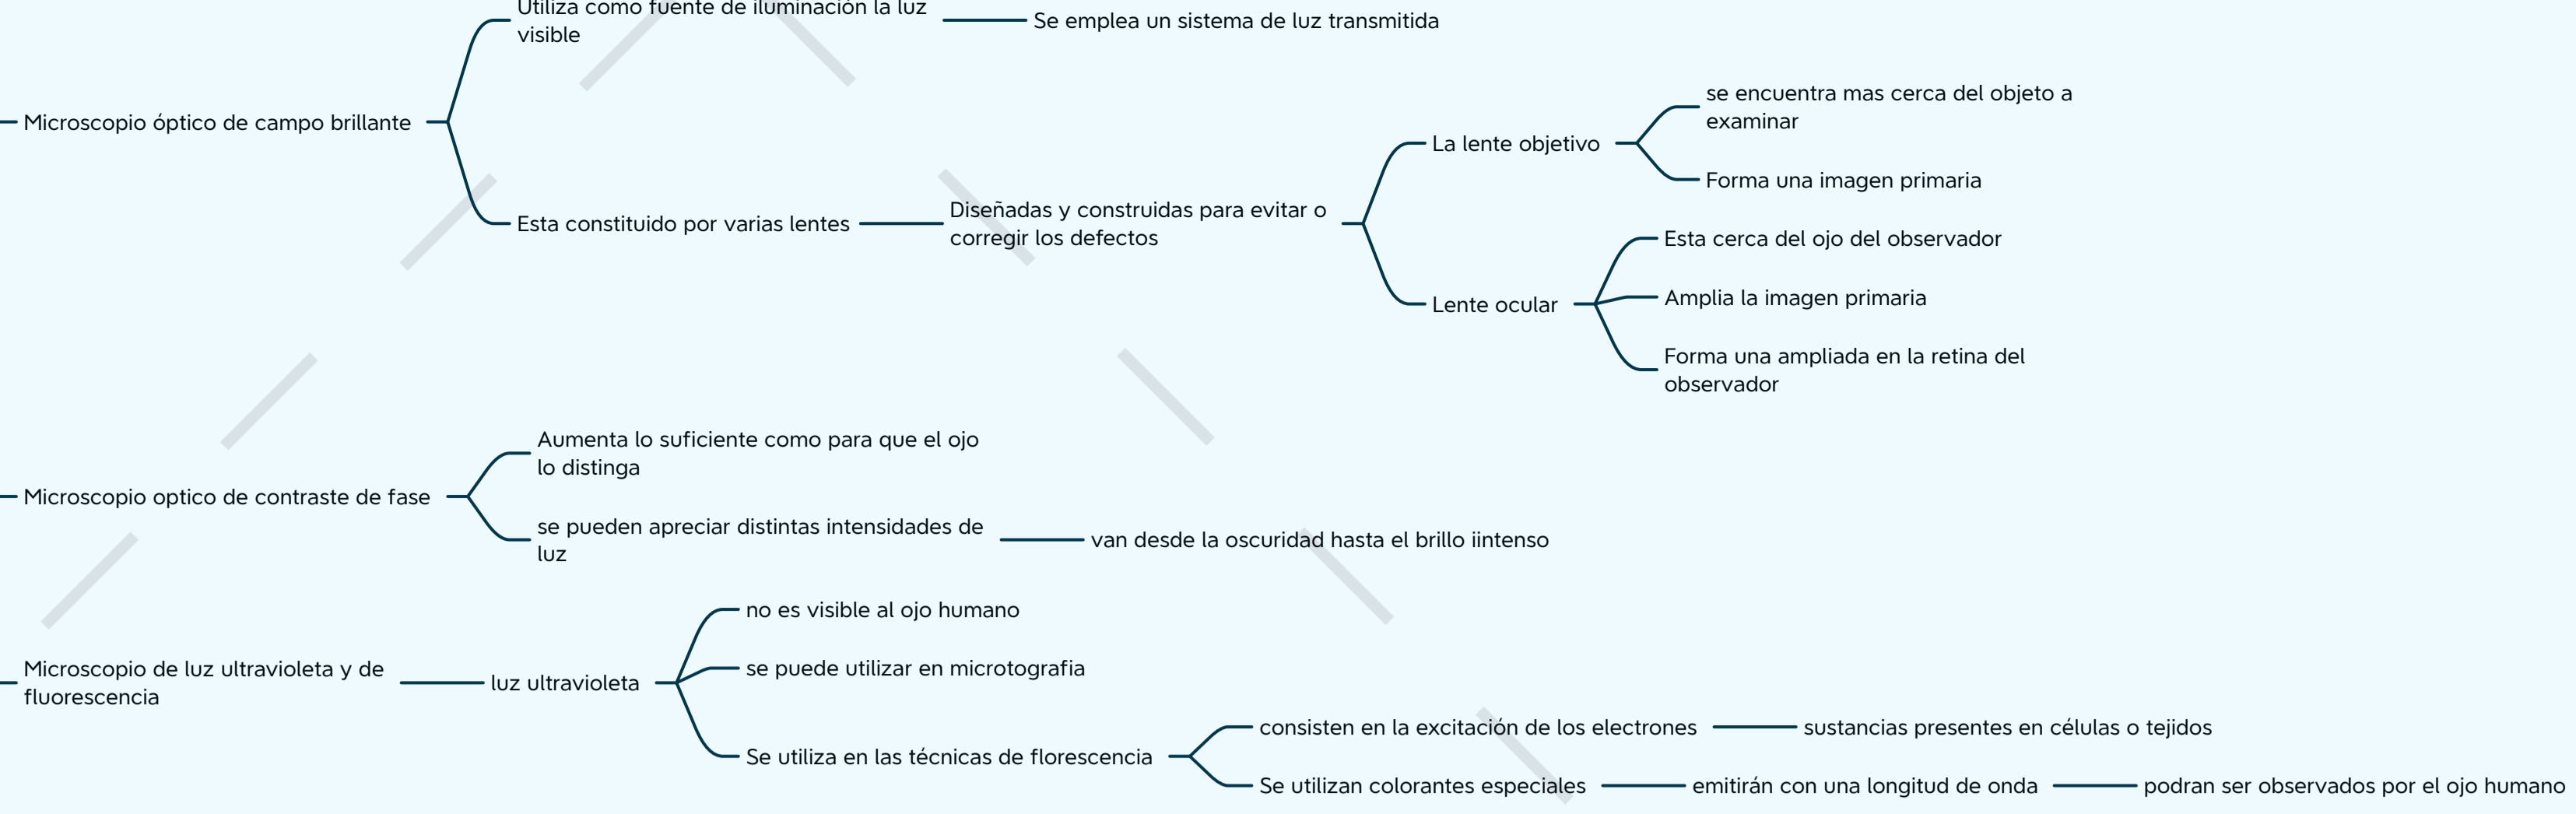 Utiliza como fuente de iluminación la luz
visible
Se emplea un sistema de luz transmitida
Microscopio óptico de campo brillante
Esta constituido por varias lentes
Diseñadas y construidas para evitar o
corregir los defectos
La lente objetivo
se encuentra mas cerca del objeto a
examinar
Forma una imagen primaria
Lente ocular
Esta cerca del ojo del observador
Amplia la imagen primaria
Forma una ampliada en la retina del
observador
Microscopio optico de contraste de fase
Aumenta lo suficiente como para que el ojo
lo distinga
se pueden apreciar distintas intensidades de
luz
van desde la oscuridad hasta el brillo iintenso
Microscopio de luz ultravioleta y de
fluorescencia
luz ultravioleta
no es visible al ojo humano
se puede utilizar en microtografia
Se utiliza en las técnicas de florescencia
consisten en la excitación de los electrones
sustancias presentes en células o tejidos
Se utilizan colorantes especiales
emitirán con una longitud de onda
podran ser observados por el ojo humano